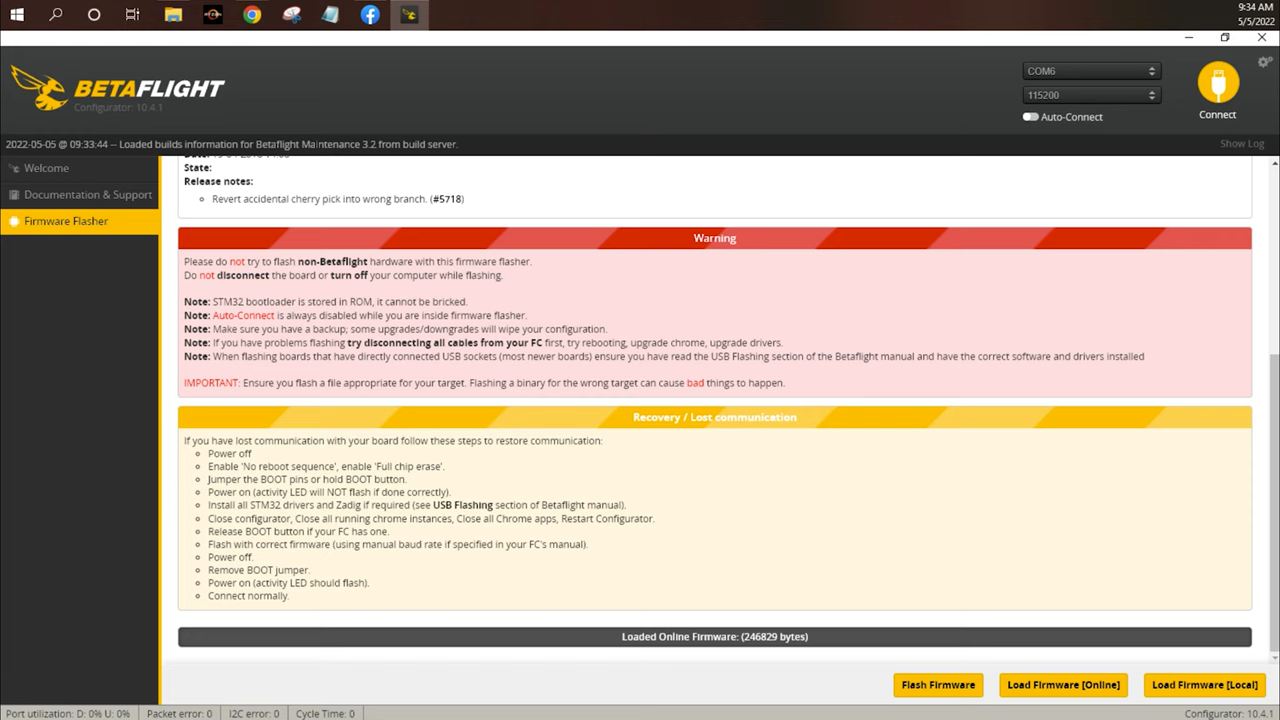 9:34 AM
5/5/2022
BETAFLIGHT
Configurator: 10.4.1
COM6
115200
Auto-Connect
Connect
2022-05-05 @ 09:33:44 -- Loaded builds information for Betaflight Maintenance 3.2 from build server.
Show Log
Welcome
Documentation & Support
Firmware Flasher
State:
Release notes:
Revert accidental cherry pick into wrong branch. (#5718)
Warning
Please do not try to flash non-Betaflight hardware with this firmware flasher.
Do not disconnect the board or turn off your computer while flashing.
Note: STM32 bootloader is stored in ROM, it cannot be bricked.
Note: Auto-Connect is always disabled while you are inside firmware flasher.
Note: Make sure you have a backup; some upgrades/downgrades will wipe your configuration.
Note: If you have problems flashing try disconnecting all cables from your FC first, try rebooting, upgrade chrome, upgrade drivers.
Note: When flashing boards that have directly connected USB sockets (most newer boards) ensure you have read the USB Flashing section of the Betaflight manual and have the correct software and drivers installed
IMPORTANT: Ensure you flash a file appropriate for your target. Flashing a binary for the wrong target can cause bad things to happen.
Recovery / Lost communication
If you have lost communication with your board follow these steps to restore communication:
Power off
Enable 'No reboot sequence', enable 'Full chip erase'.
Jumper the BOOT pins or hold BOOT button.
Power on (activity LED will NOT flash if done correctly).
Install all STM32 drivers and Zadig if required (see USB Flashing section of Betaflight manual).
Close configurator, Close all running chrome instances, Close all Chrome apps, Restart Configurator.
Release BOOT button if your FC has one.
Flash with correct firmware (using manual baud rate if specified in your FC's manual).
Power off.
Remove BOOT jumper.
Power on (activity LED should flash).
Connect normally.
Loaded Online Firmware: (246829 bytes)
Flash Firmware
Load Firmware [Online]
Load Firmware [Local]
Port utilization: D: 0% U: 0%
Packet error: 0
I2C error: 0
Cycle Time: 0
Configurator: 10.4.1